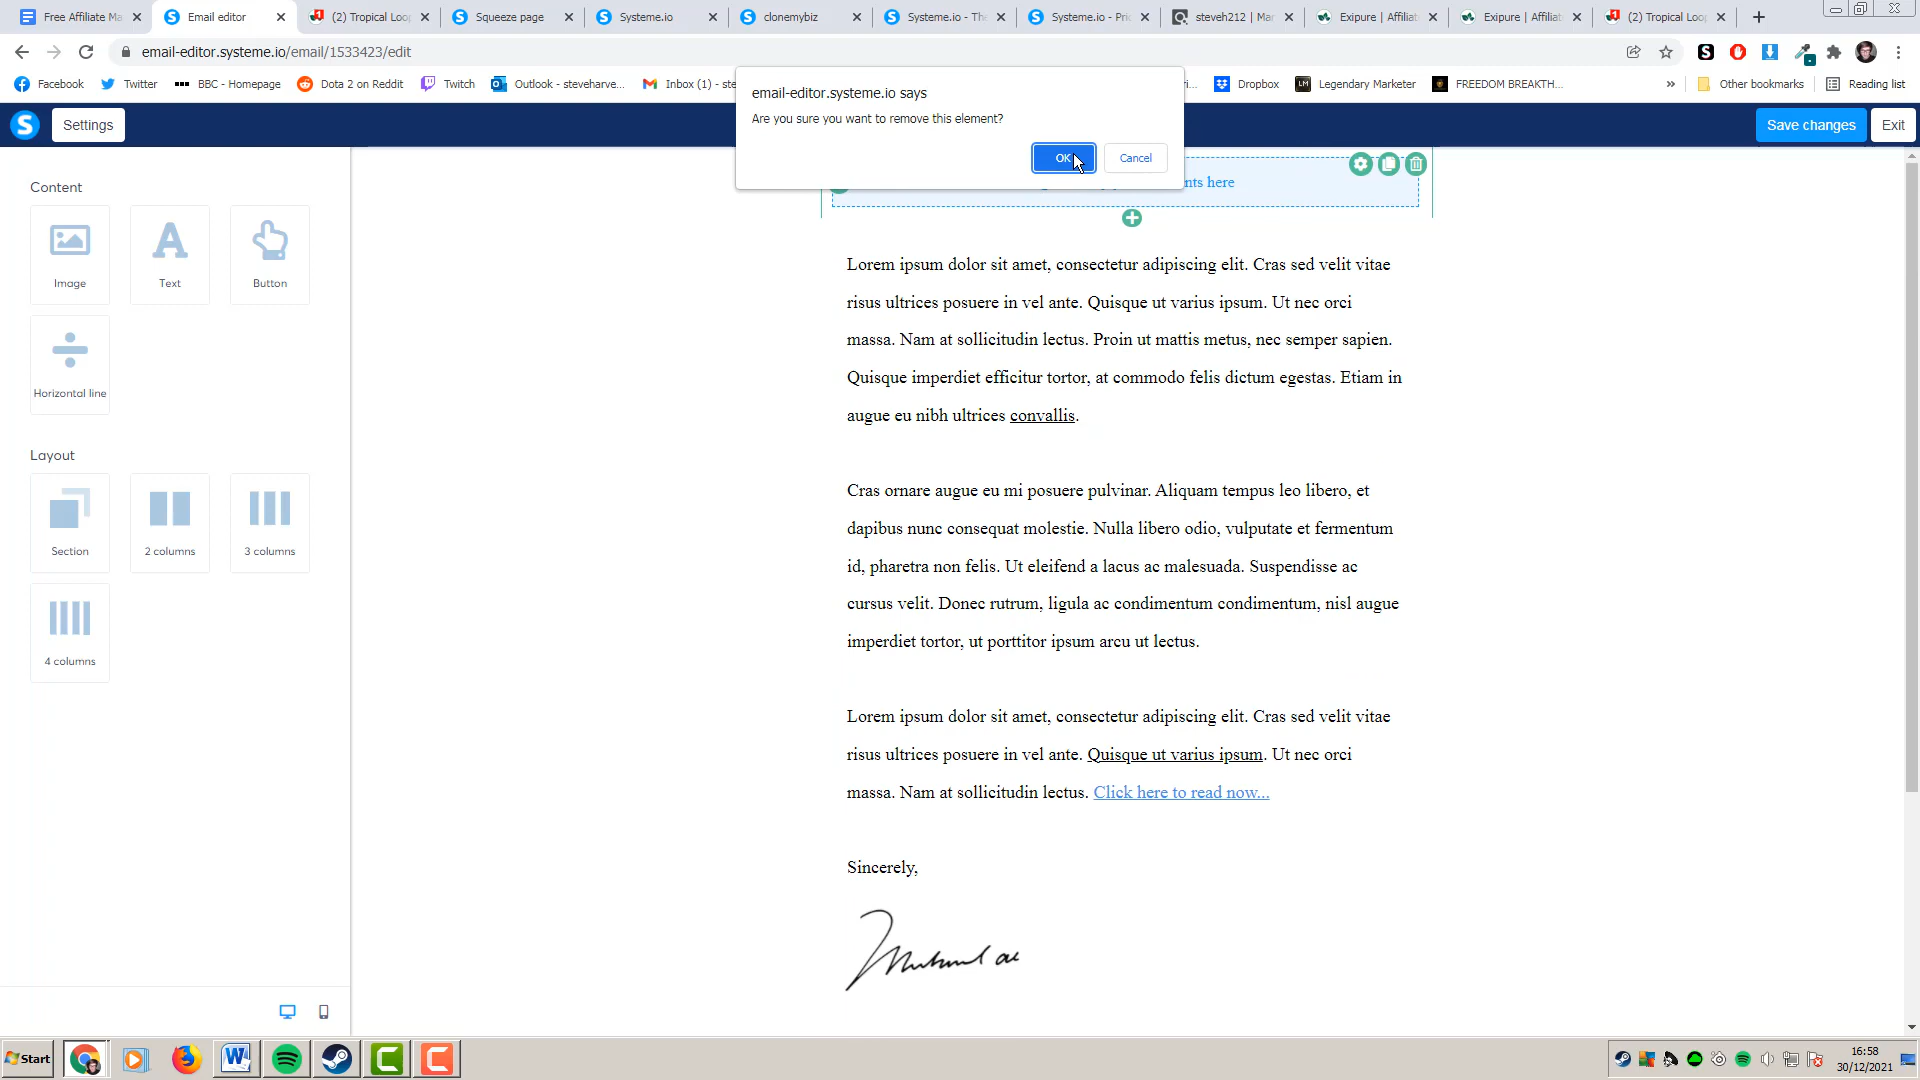 Free Affiliate Ma
Email editor
(2) Tropical Loo
Squeeze page
Systeme.io
clonemybiz
Systeme.io - Th
Systeme.io - Pri
steveh212 | Mar
Exipure | Affiliat
Exipure | Affiliat
(2) Tropical Loo
email-editor.systeme.io/email/1533423/edit
Facebook
Twitter
BBC - Homepage
Dota 2 on Reddit
Twitch
Outlook - steveharve...
Inbox (1) - ste
Dropbox
Legendary Marketer
FREEDOM BREAKTH...
»
Other bookmarks
Reading list
email-editor.systeme.io says
Are you sure you want to remove this element?
OK
Cancel
Settings
Save changes
Exit
nts here
Content
Image
Text
Button
Horizontal line
Layout
Section
2 columns
3 columns
4 columns
Lorem ipsum dolor sit amet, consectetur adipiscing elit. Cras sed velit vitae
risus ultrices posuere in vel ante. Quisque ut varius ipsum. Ut nec orci
massa. Nam at sollicitudin lectus. Proin ut mattis metus, nec semper sapien.
Quisque imperdiet efficitur tortor, at commodo felis dictum egestas. Etiam in
augue eu nibh ultrices convallis.
Cras ornare augue eu mi posuere pulvinar. Aliquam tempus leo libero, et
dapibus nunc consequat molestie. Nulla libero odio, vulputate et fermentum
id, pharetra non felis. Ut eleifend a lacus ac malesuada. Suspendisse ac
cursus velit. Donec rutrum, ligula ac condimentum condimentum, nisl augue
imperdiet tortor, ut porttitor ipsum arcu ut lectus.
Lorem ipsum dolor sit amet, consectetur adipiscing elit. Cras sed velit vitae
risus ultrices posuere in vel ante. Quisque ut varius ipsum. Ut nec orci
massa. Nam at sollicitudin lectus. Click here to read now...
Sincerely,
Start
16:58
30/12/2021